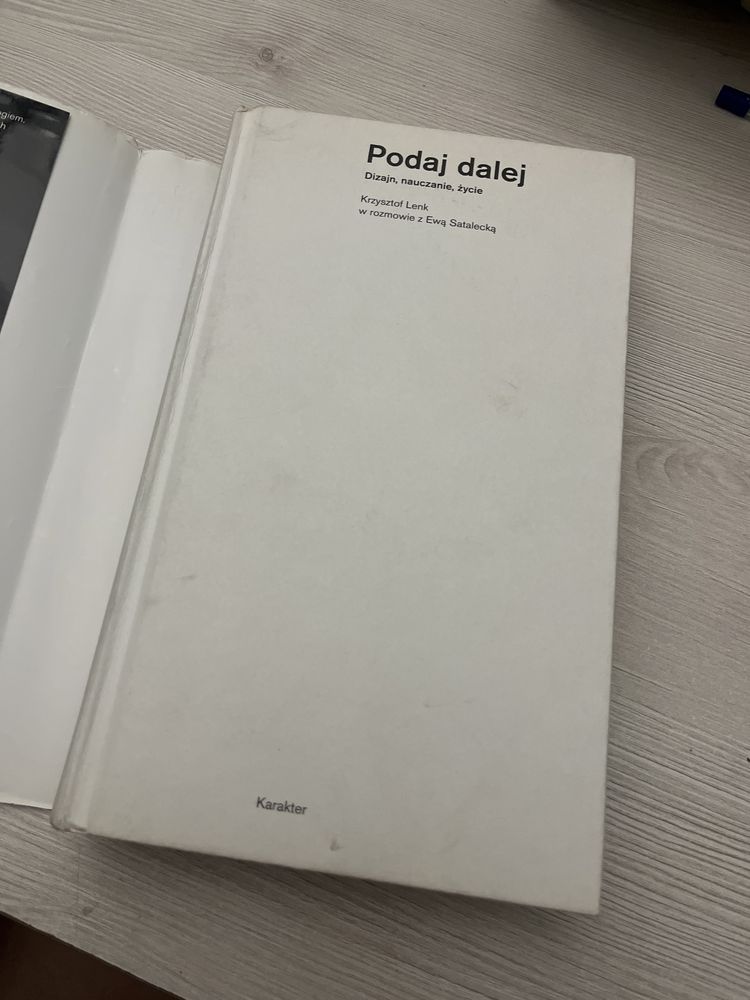 Podaj dalej
Dizajn, nauczanie, życie
Krzysztof Lenk
w rozmowie z Ewą Satalecką
Karakter